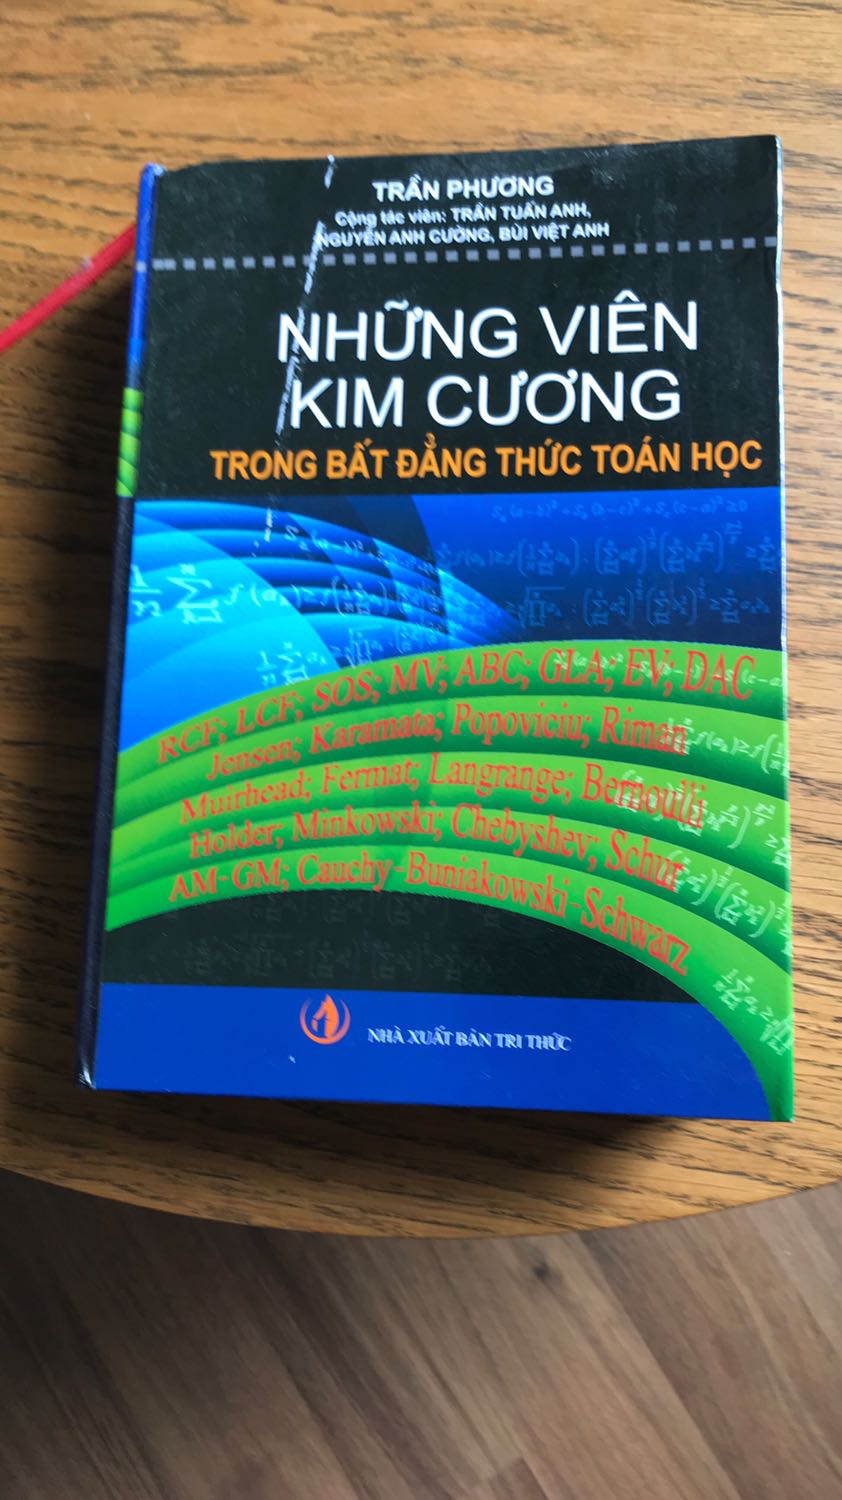 TRẦN PHƯƠNG
Cộng tác viên: TRẦN TUẤN ANH,
NGUYỄN ANH CƯỜNG, BÙI VIỆT ANH
NHỮNG VIÊN
KIM CƯƠNG
TRONG BẤT ĐẲNG THỨC TOÁN HỌC
RCF; LCF; SOS; MV; ABC; GLA; EV; DAC
Jensen; Karamata; Popoviciu; Riman
Muirhead; Fermat; Langrange; Bernoulli
Holder; Minkowski; Chebyshev; Schur
AM-GM; Cauchy-Buniakowski-Schwarz
NHÀ XUẤT BẢN TRI THỨC